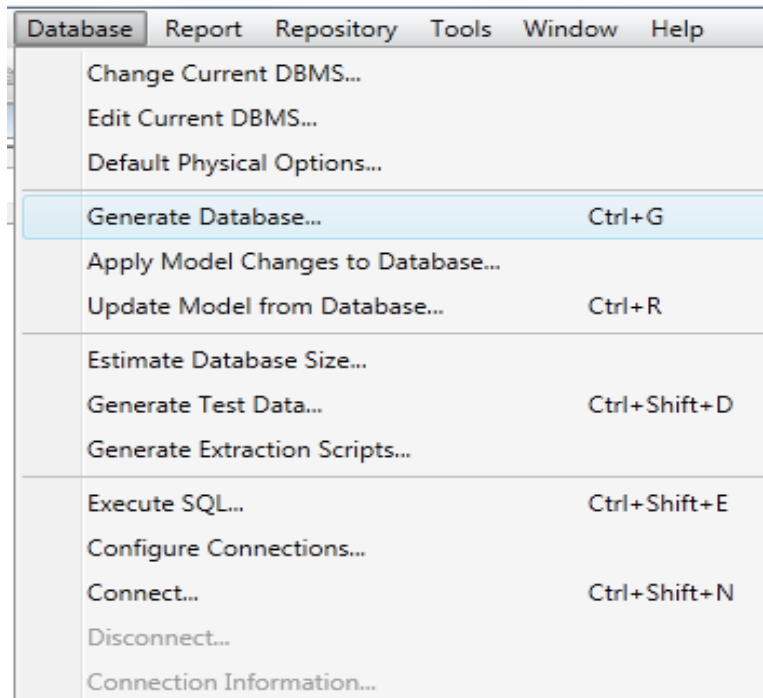 Database Report Repository Tools Window Help
Change Current DBMS...
Edit Current DBMS...
Default Physical Options...
Generate Database... Ctrl+G
Apply Model Changes to Database...
Update Model from Database... Ctrl+R
Estimate Database Size...
Generate Test Data... Ctrl+Shift+D
Generate Extraction Scripts...
Execute SQL... Ctrl+Shift+E
Configure Connections...
Connect... Ctrl+Shift+N
Disconnect...
Connection Information...